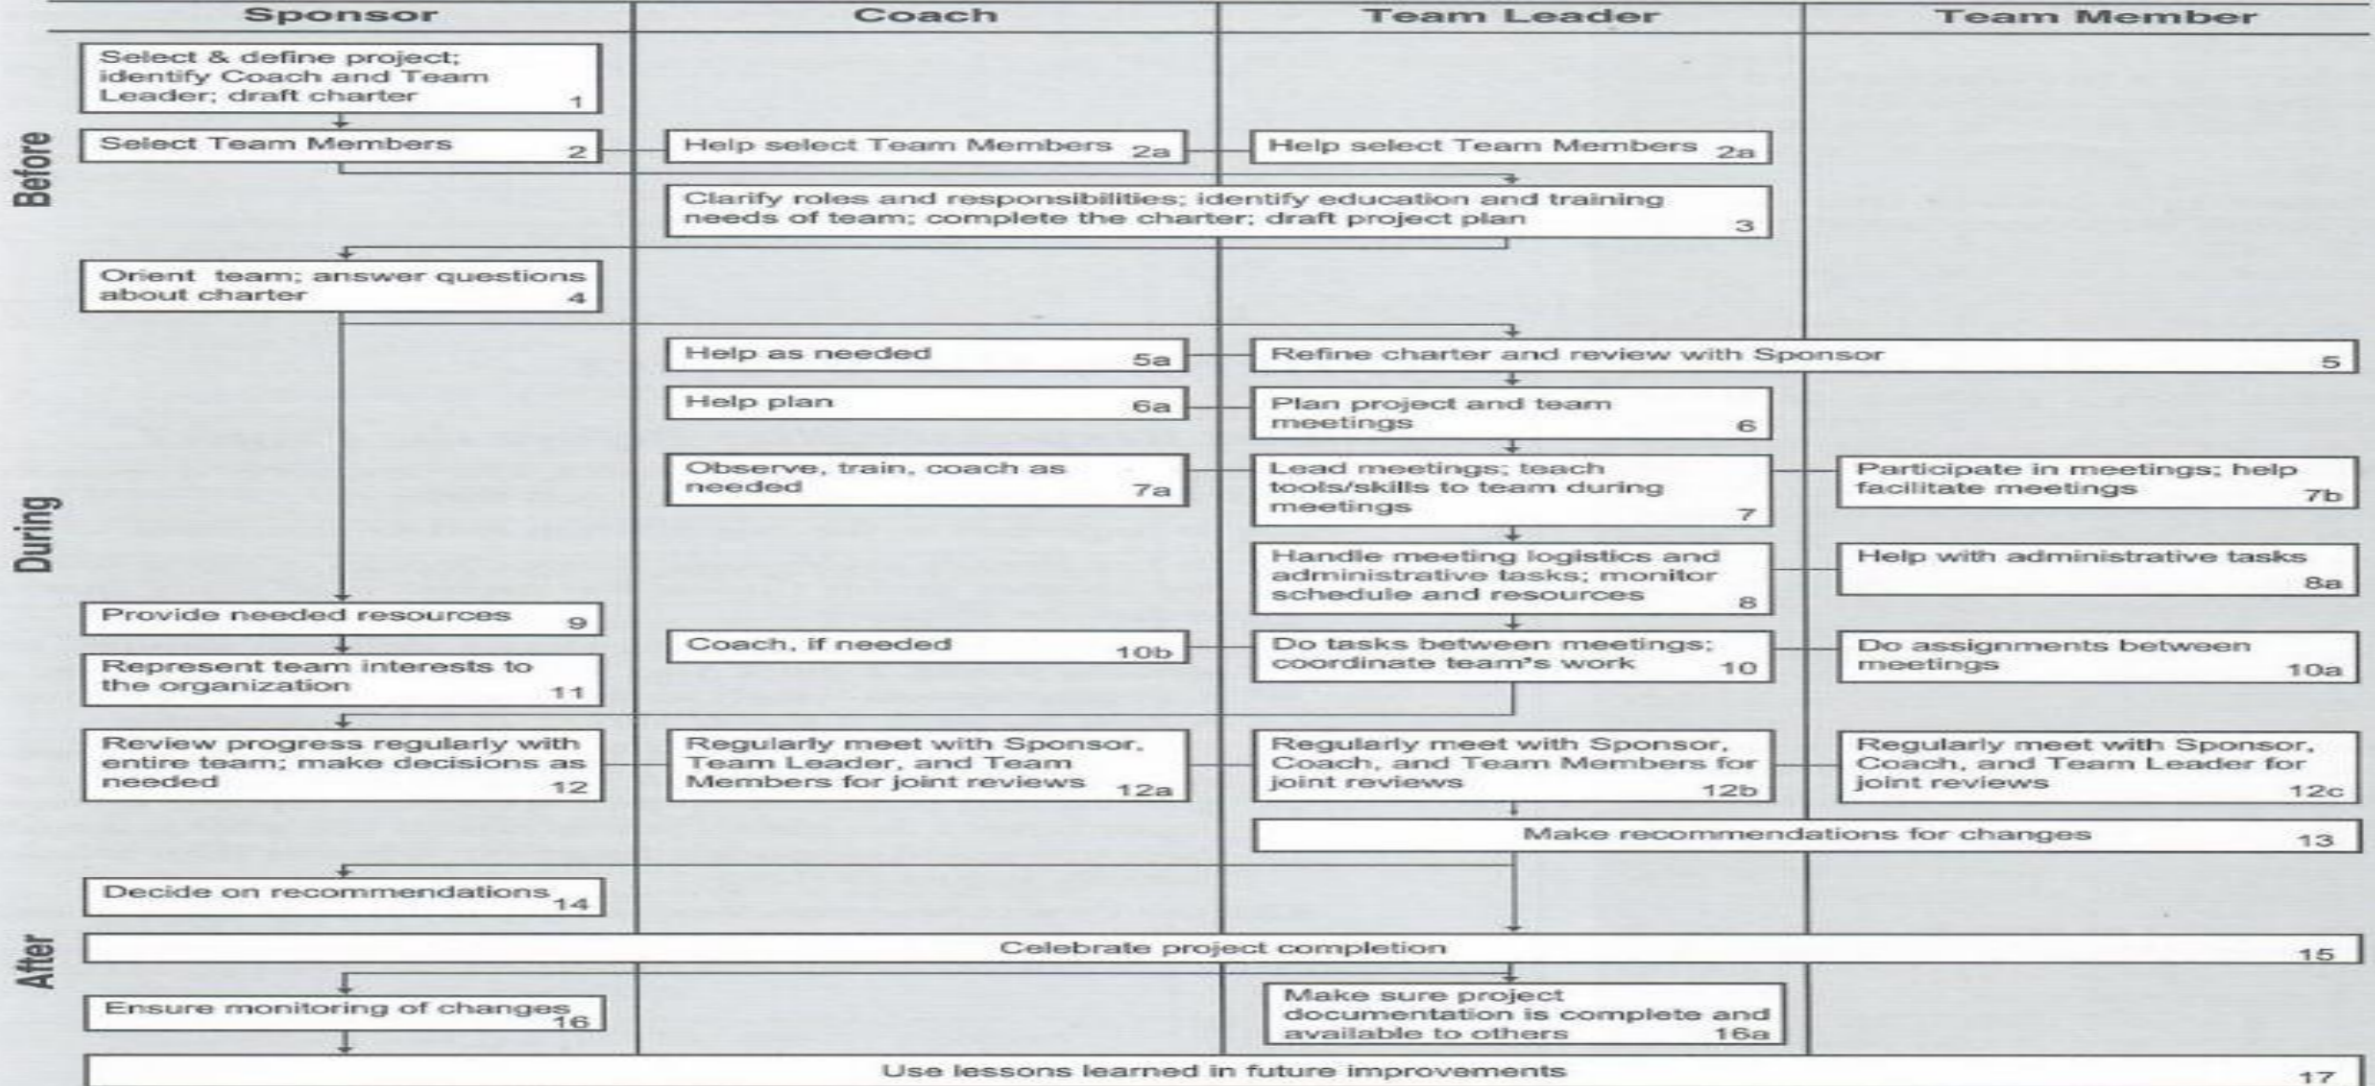 Sponsor
Coach
Team Leader
Team Member
Before
Select & define project;
identify Coach and Team
Leader; draft charter
1
Select Team Members
2
Help select Team Members
2a
Help select Team Members
2a
Clarify roles and responsibilities; identify education and training
needs of team; complete the charter; draft project plan
3
Orient team; answer questions
about charter
4
During
Help as needed
5a
Refine charter and review with Sponsor
5
Help plan
6a
Plan project and team
meetings
6
Observe, train, coach as
needed
7a
Lead meetings; teach
tools/skills to team during
meetings
7
Participate in meetings; help
facilitate meetings
7b
Handle meeting logistics and
administrative tasks; monitor
schedule and resources
8
Help with administrative tasks
8a
Provide needed resources
9
Coach, if needed
10b
Do tasks between meetings;
coordinate team's work
10
Do assignments between
meetings
10a
Represent team interests to
the organization
11
Review progress regularly with
entire team; make decisions as
needed
12
Regularly meet with Sponsor,
Team Leader, and Team
Members for joint reviews
12a
Regularly meet with Sponsor,
Coach, and Team Members for
joint reviews
12b
Regularly meet with Sponsor,
Coach, and Team Leader for
joint reviews
12c
Make recommendations for changes
13
After
Decide on recommendations
14
Celebrate project completion
15
Ensure monitoring of changes
16
Make sure project
documentation is complete and
available to others
16a
Use lessons learned in future improvements
17